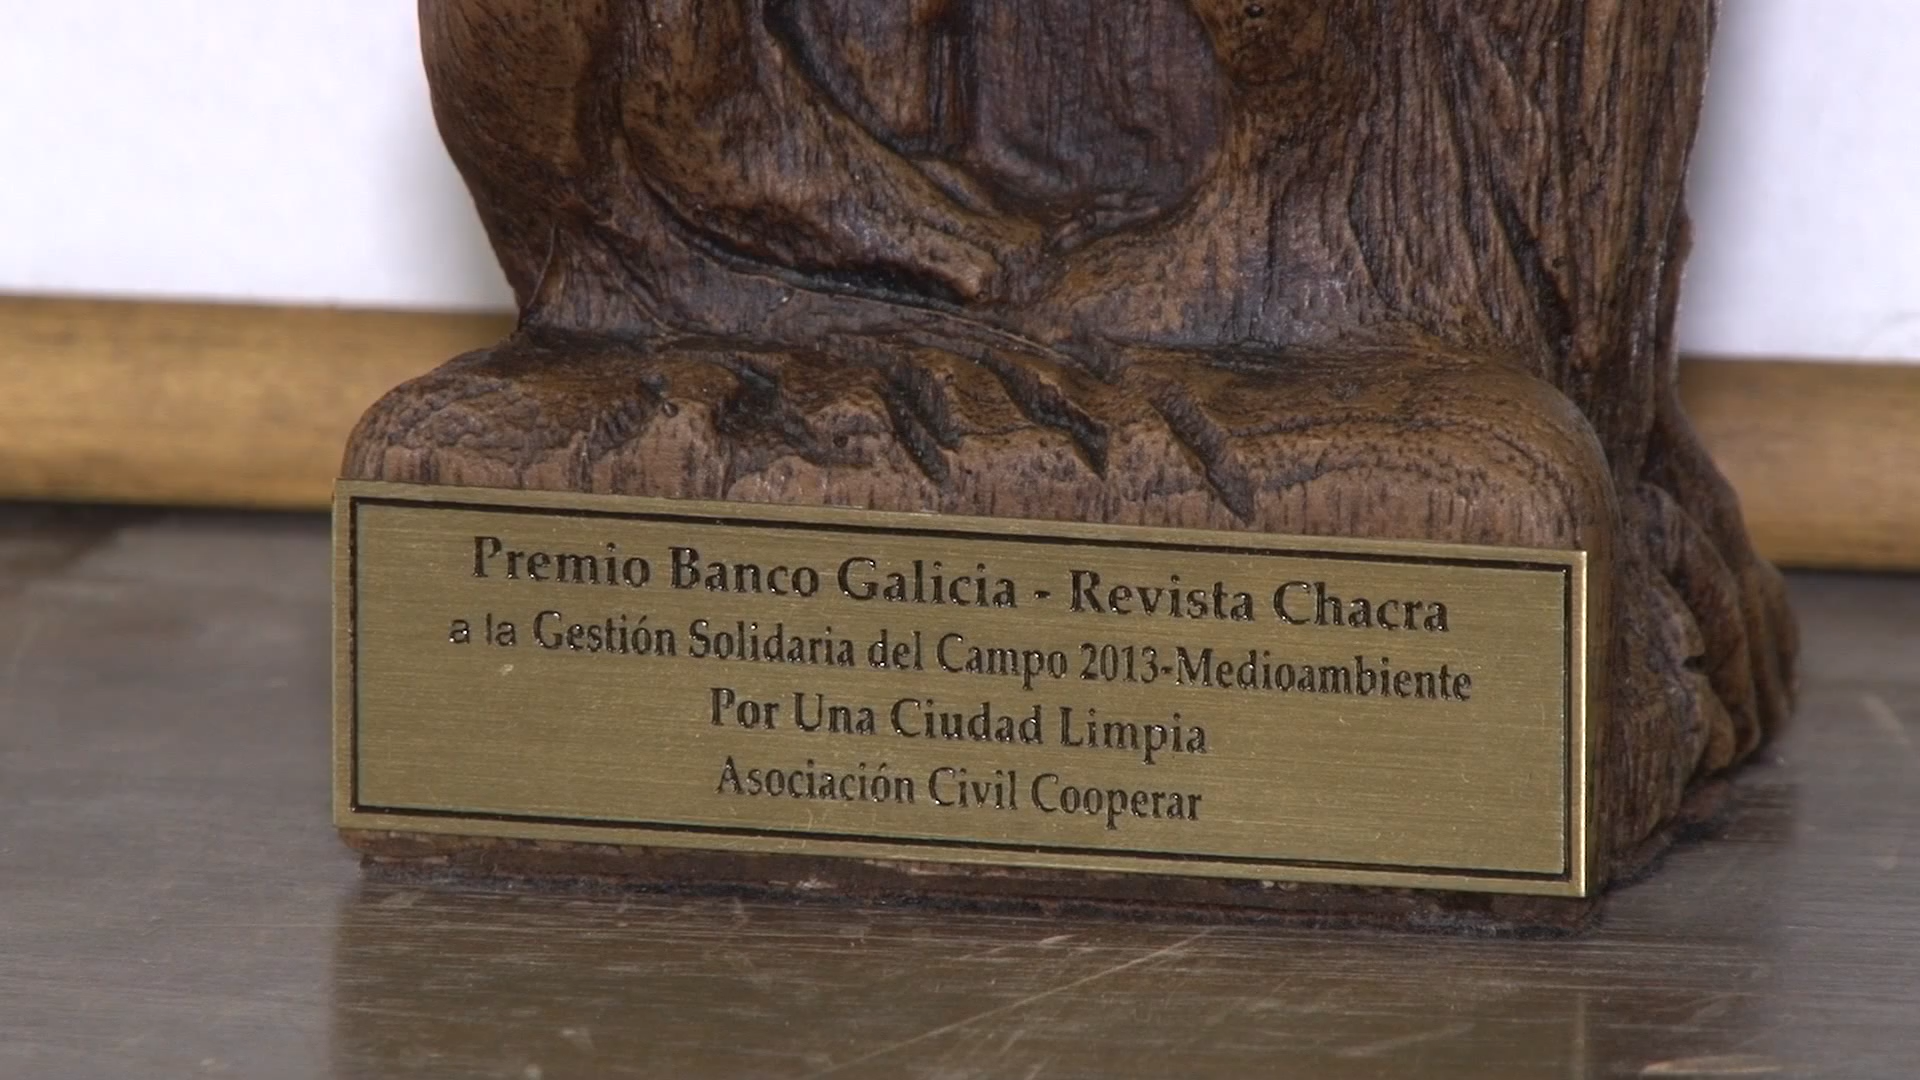 Premio Banco Galicia - Revista Chacra
a la Gestión Solidaria del Campo 2013-Medioambiente
Por Una Ciudad Limpia
Asociación Civil Cooperar